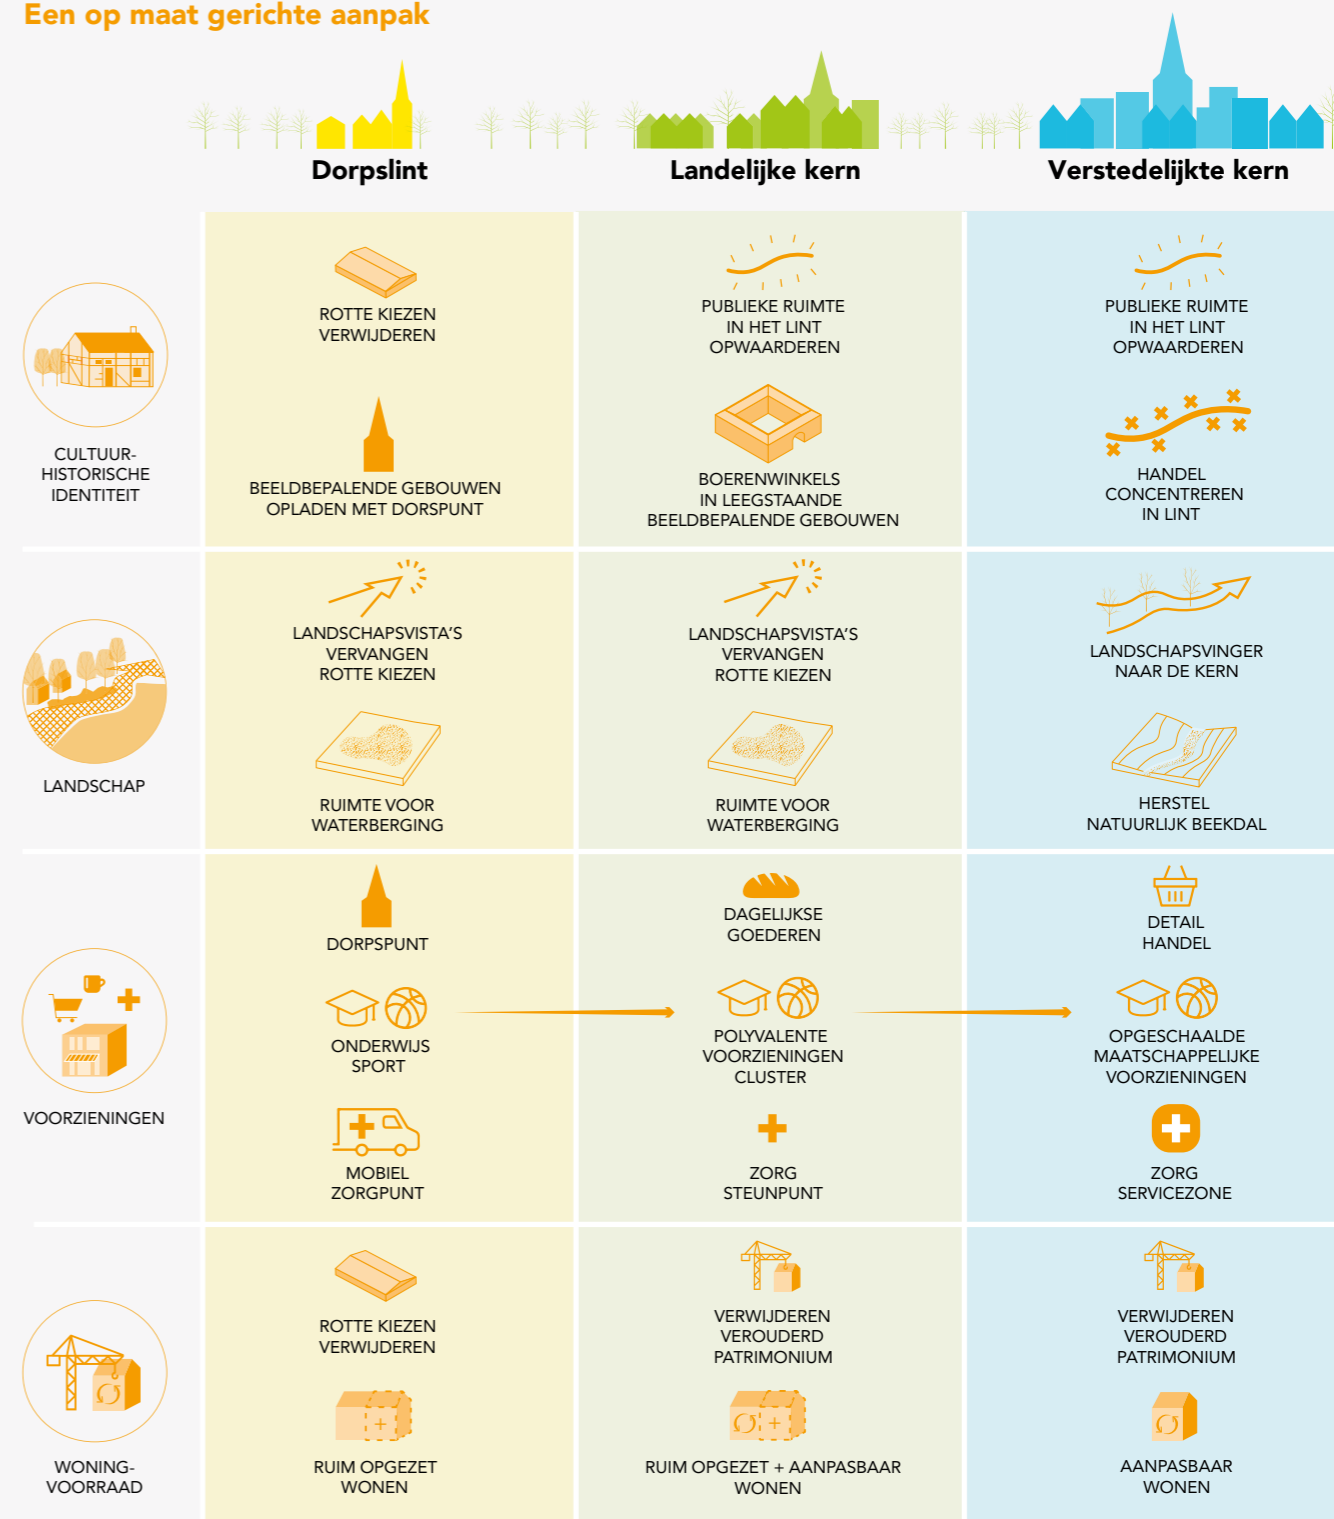 Een op maat gerichte aanpak
Dorpslint
Landelijke kern
Verstedelijkte kern
CULTUUR-
HISTORISCHE
IDENTITEIT
ROTTE KIEZEN
VERWIJDEREN
BEELDBEPALENDE GEBOUWEN
OPLADEN MET DORSPUNT
PUBLIEKE RUIMTE
IN HET LINT
OPWAARDEREN
BOERENWINKELS
IN LEEGSTAANDE
BEELDBEPALENDE GEBOUWEN
PUBLIEKE RUIMTE
IN HET LINT
OPWAARDEREN
HANDEL
CONCENTREREN
IN LINT
LANDSCHAP
LANDSCHAPSVISTA'S
VERVANGEN
ROTTE KIEZEN
RUIMTE VOOR
WATERBERGING
LANDSCHAPSVISTA'S
VERVANGEN
ROTTE KIEZEN
RUIMTE VOOR
WATERBERGING
LANDSCHAPSVINGER
NAAR DE KERN
HERSTEL
NATUURLIJK BEEKDAL
VOORZIENINGEN
DORPSPUNT
ONDERWIJS
SPORT
MOBIEL
ZORGPUNT
DAGELIJKSE
GOEDEREN
POLYVALENTE
VOORZIENINGEN
CLUSTER
ZORG
STEUNPUNT
DETAIL
HANDEL
OPGESCHAALDE
MAATSCHAPPELIJKE
VOORZIENINGEN
ZORG
SERVICEZONE
WONING-
VOORRAAD
ROTTE KIEZEN
VERWIJDEREN
RUIM OPGEZET
WONEN
VERWIJDEREN
VEROUDERD
PATRIMONIUM
RUIM OPGEZET + AANPASBAAR
WONEN
VERWIJDEREN
VEROUDERD
PATRIMONIUM
AANPASBAAR
WONEN